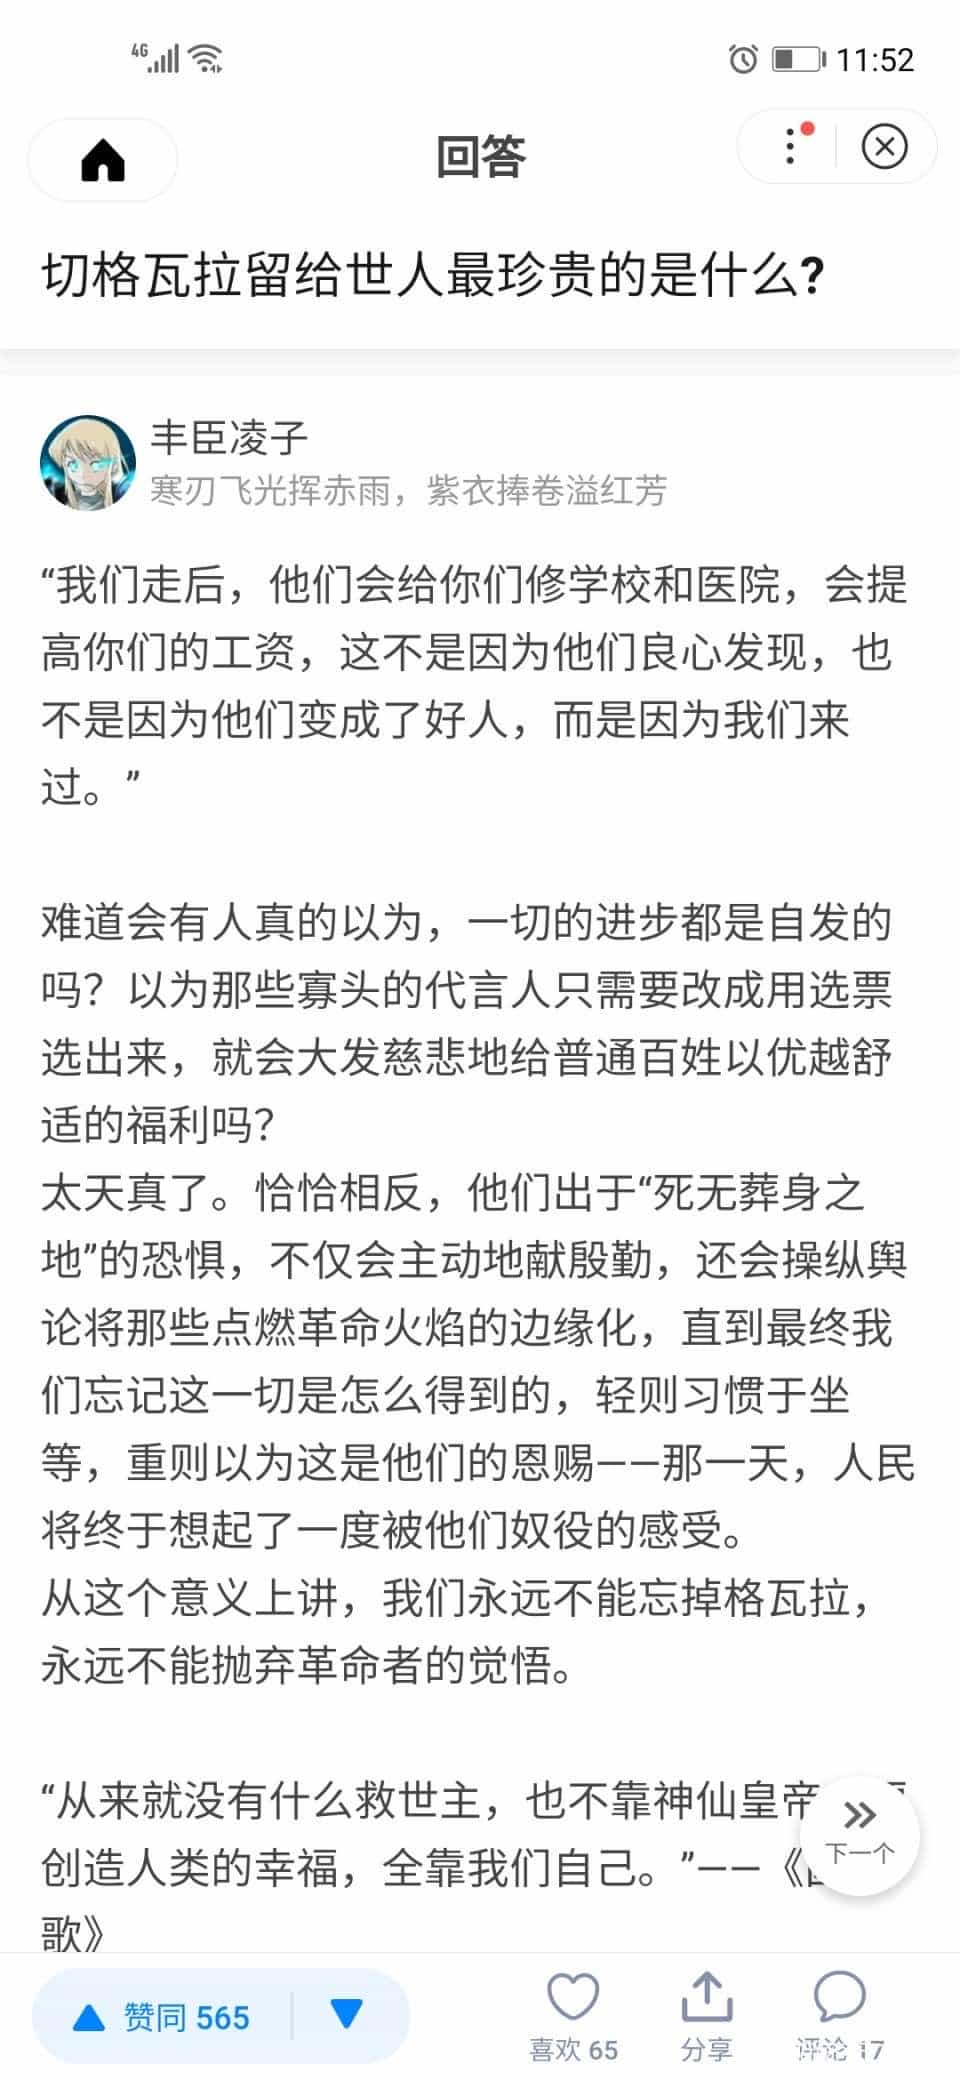 4G
11:52
回答
切格瓦拉留给世人最珍贵的是什么?
丰臣凌子
寒刃飞光挥赤雨，紫衣捧卷溢红芳
“我们走后，他们会给你们修学校和医院，会提
高你们的工资，这不是因为他们良心发现，也
不是因为他们变成了好人，而是因为我们来
过。”
难道会有人真的以为，一切的进步都是自发的
吗？以为那些寡头的代言人只需要改成用选票
选出来，就会大发慈悲地给普通百姓以优越舒
适的福利吗？
太天真了。恰恰相反，他们出于“死无葬身之
地”的恐惧，不仅会主动地献殷勤，还会操纵舆
论将那些点燃革命火焰的边缘化，直到最终我
们忘记这一切是怎么得到的，轻则习惯于坐
等，重则以为这是他们的恩赐——那一天，人民
将终于想起了一度被他们奴役的感受。
从这个意义上讲，我们永远不能忘掉格瓦拉，
永远不能抛弃革命者的觉悟。
“从来就没有什么救世主，也不靠神仙皇帝
创造人类的幸福，全靠我们自己。”——《
歌》
下一个
赞同 565
喜欢 65
分享
评论 17